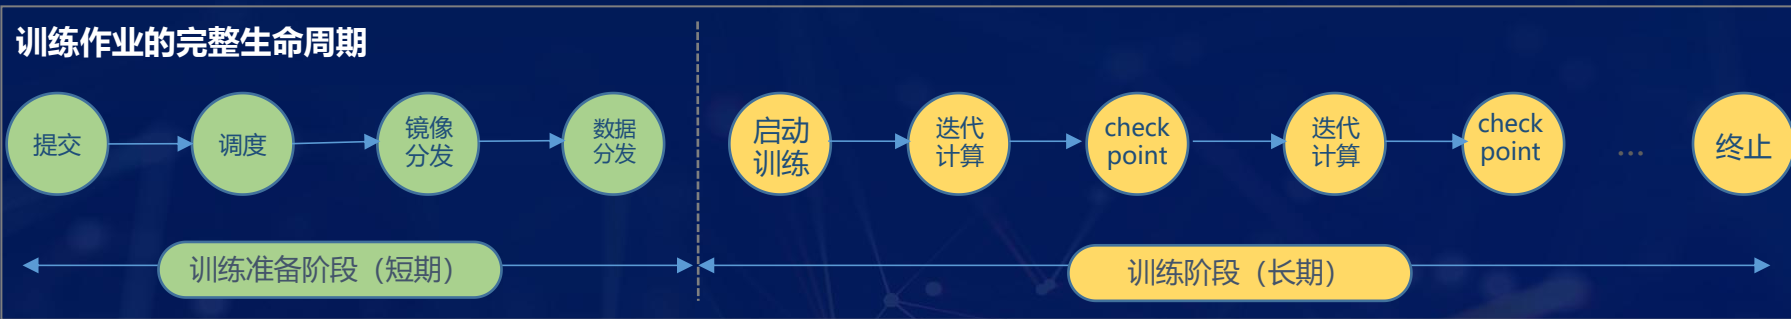 训练作业的完整生命周期
提交
调度
镜像
分发
数据
分发
启动
训练
迭代
计算
check
point
迭代
计算
check
point
...
终止
训练准备阶段（短期）
训练阶段（长期）